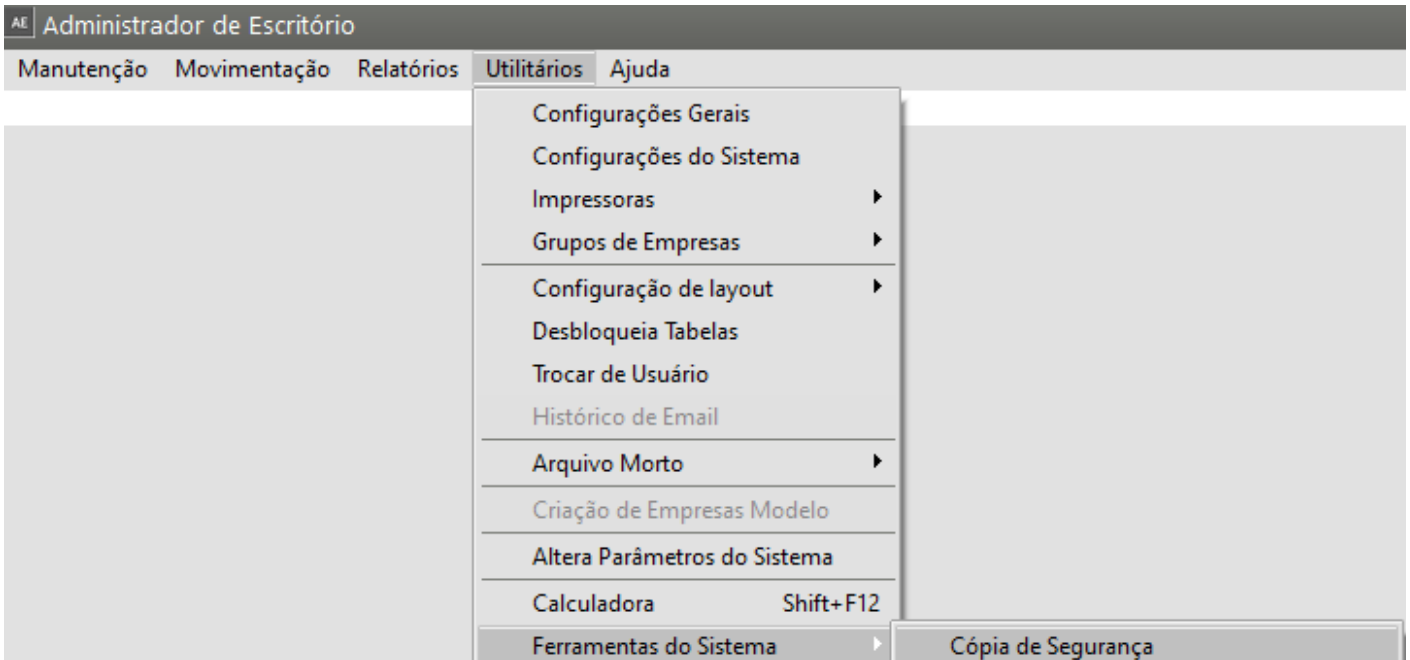 AE Administrador de Escritório
Manutenção Movimentação Relatórios Utilitários Ajuda
Configurações Gerais
Configurações do Sistema
Impressoras
Grupos de Empresas
Configuração de layout
Desbloqueia Tabelas
Trocar de Usuário
Histórico de Email
Arquivo Morto
Criação de Empresas Modelo
Altera Parâmetros do Sistema
Calculadora Shift+F12
Ferramentas do Sistema Cópia de Segurança